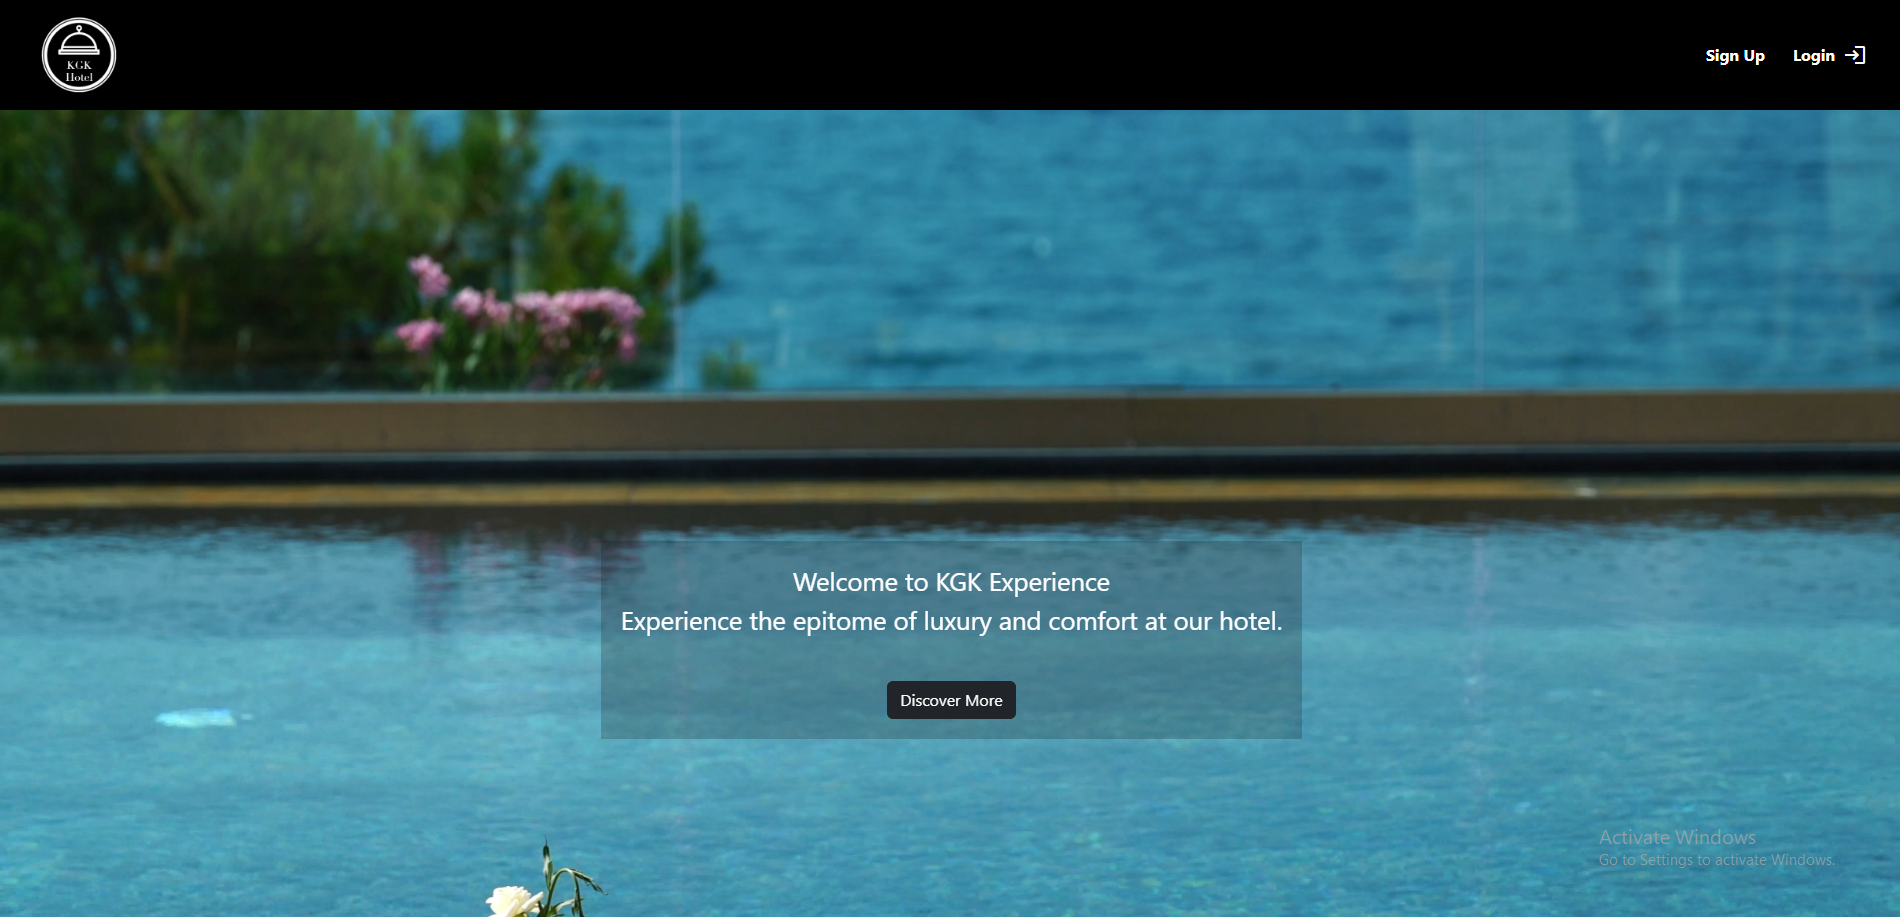 KGK
Hotel
Sign Up
Login
Welcome to KGK Experience
Experience the epitome of luxury and comfort at our hotel.
Discover More
Activate Windows
Go to Settings to activate Windows.